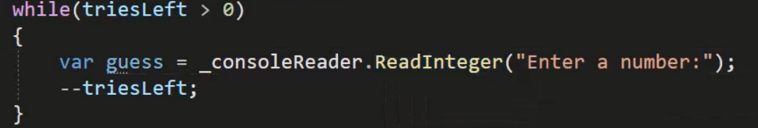 while(triesLeft > 0)
{
    var guess = _consoleReader.ReadInteger("Enter a number:");
    --triesLeft;
}